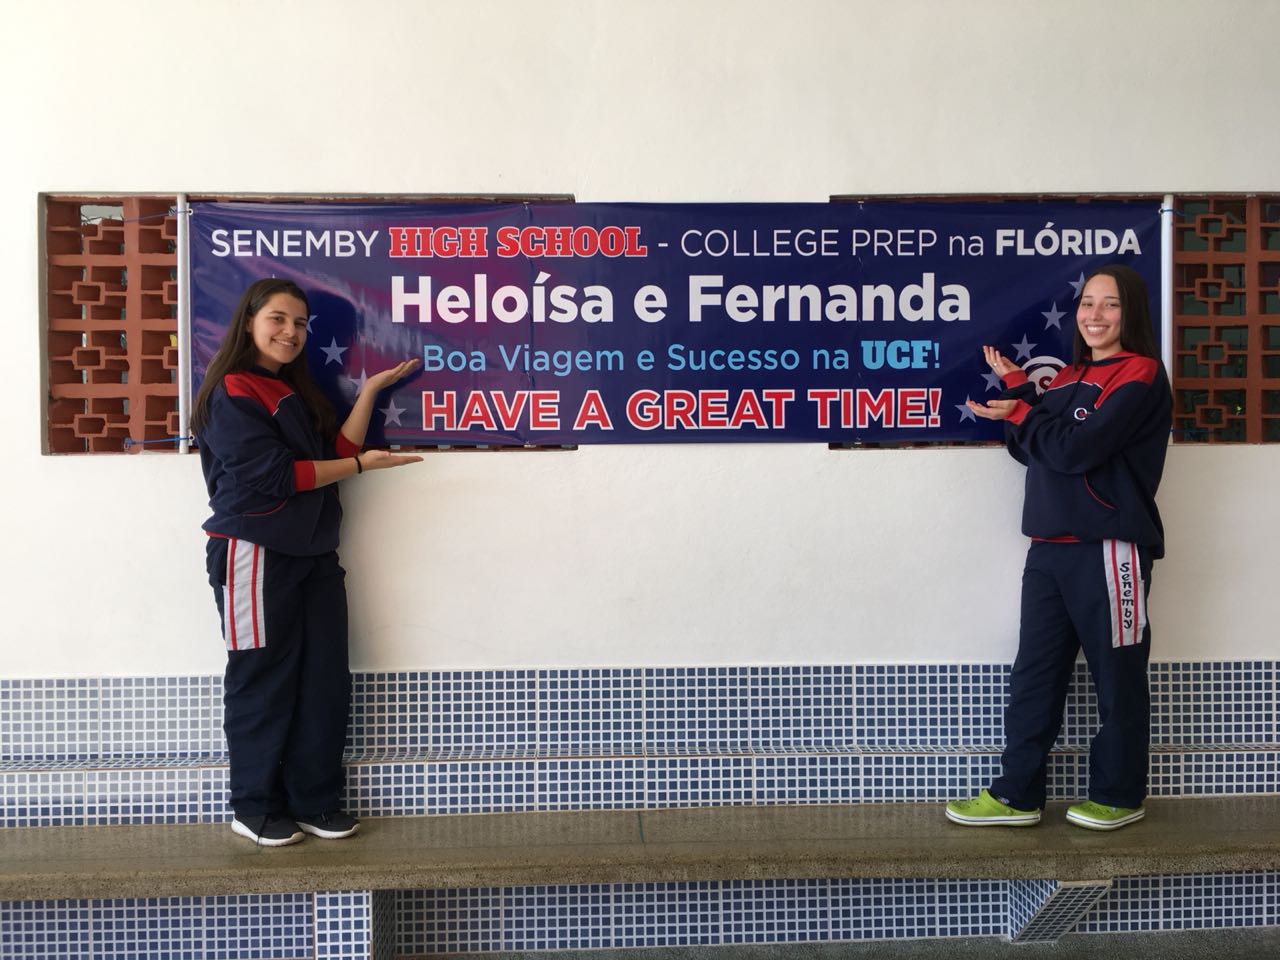 SENEMBY HIGH SCHOOL - COLLEGE PREP na FLÓRIDA
Heloísa e Fernanda
Boa Viagem e Sucesso na UCF!
HAVE A GREAT TIME!
Senemby